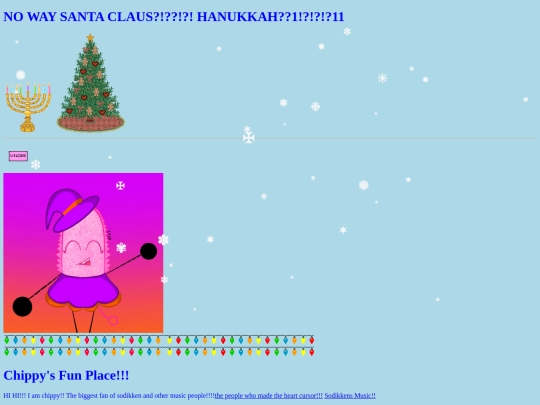 NO WAY SANTA CLAUS?!??!?! HANUKKAH??1!?!?!?11
Chippy's Fun Place!!!
HI HI!!! I am chippy!! The biggest fan of sodikken and other music people!!!!the people who made the heart cursor!!! Sodikkens Music!!